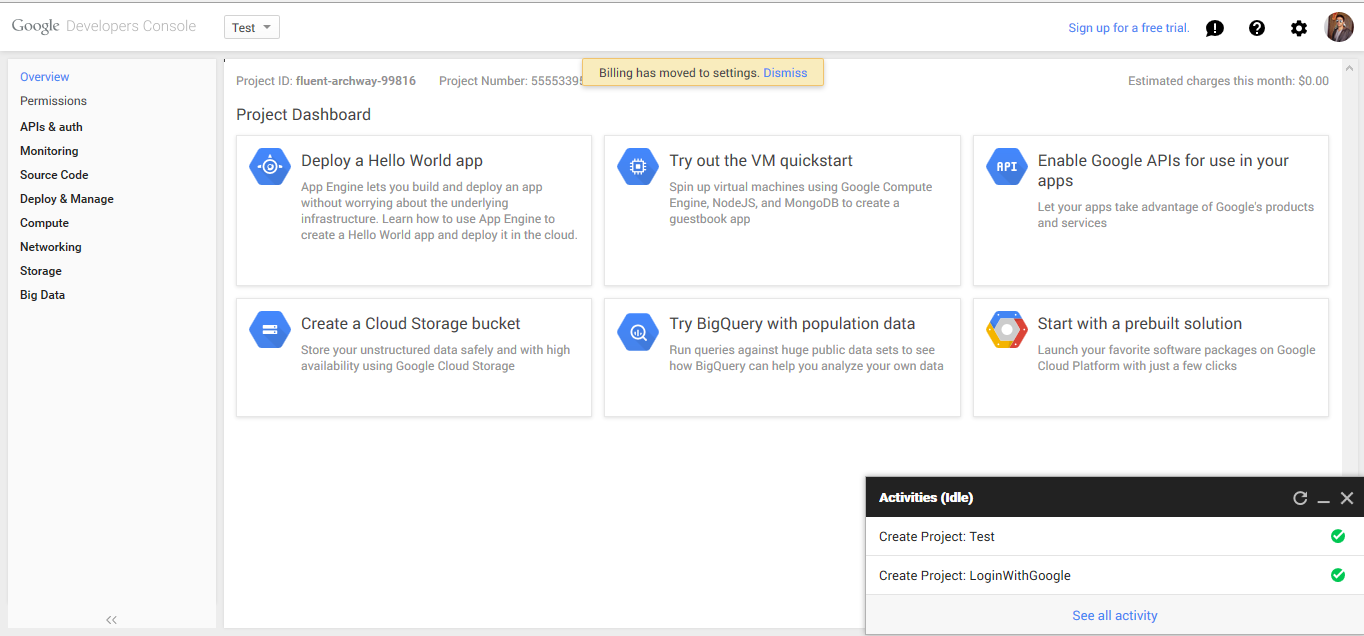 Google Developers Console
Test
Sign up for a free trial.
Overview
Permissions
APIs & auth
Monitoring
Source Code
Deploy & Manage
Compute
Networking
Storage
Big Data
Project ID: fluent-archway-99816
Project Number: 5555339
Billing has moved to settings. Dismiss
Estimated charges this month: $0.00
Project Dashboard
Deploy a Hello World app
App Engine lets you build and deploy an app
without worrying about the underlying
infrastructure. Learn how to use App Engine to
create a Hello World app and deploy it in the cloud.
Try out the VM quickstart
Spin up virtual machines using Google Compute
Engine, NodeJS, and MongoDB to create a
guestbook app
API
Enable Google APIs for use in your
apps
Let your apps take advantage of Google's products
and services
Create a Cloud Storage bucket
Store your unstructured data safely and with high
availability using Google Cloud Storage
Try BigQuery with population data
Run queries against huge public data sets to see
how BigQuery can help you analyze your own data
Start with a prebuilt solution
Launch your favorite software packages on Google
Cloud Platform with just a few clicks
Activities (Idle)
Create Project: Test
Create Project: LoginWithGoogle
See all activity